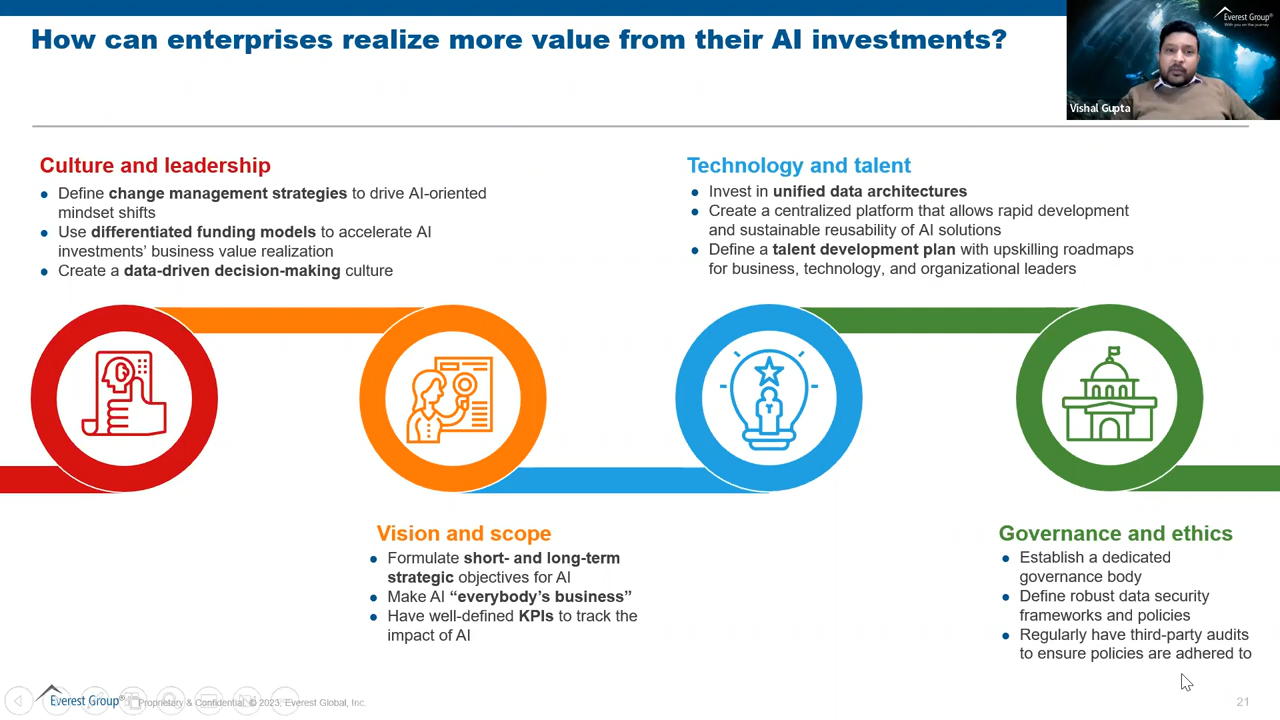 How can enterprises realize more value from their AI investments?
Everest Group®
With you on the journey
Vishal Gupta
Culture and leadership
Define change management strategies to drive AI-oriented
mindset shifts
Use differentiated funding models to accelerate AI
investments’ business value realization
Create a data-driven decision-making culture
Technology and talent
Invest in unified data architectures
Create a centralized platform that allows rapid development
and sustainable reusability of AI solutions
Define a talent development plan with upskilling roadmaps
for business, technology, and organizational leaders
Vision and scope
Formulate short- and long-term
strategic objectives for AI
Make AI “everybody’s business”
Have well-defined KPIs to track the
impact of AI
Governance and ethics
Establish a dedicated
governance body
Define robust data security
frameworks and policies
Regularly have third-party audits
to ensure policies are adhered to
Everest Group®
Proprietary & Confidential. © 2023, Everest Global, Inc.
21